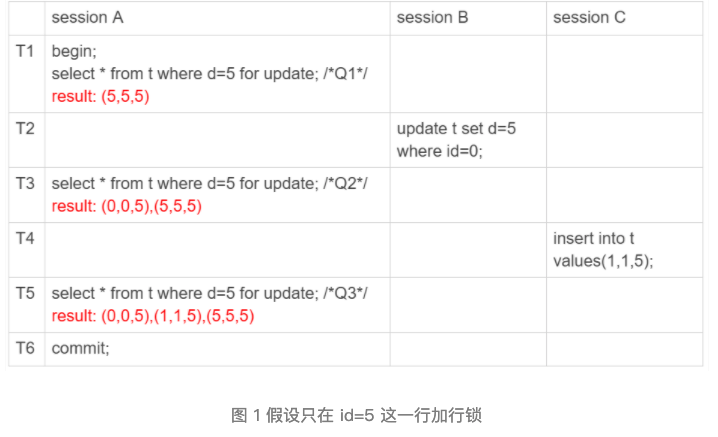 session A session B session C
T1 begin;
select * from t where d=5 for update; /*Q1*/
result: (5,5,5)
T2 update t set d=5
where id=0;
T3 select * from t where d=5 for update; /*Q2*/
result: (0,0,5),(5,5,5)
T4 insert into t
values(1,1,5);
T5 select * from t where d=5 for update; /*Q3*/
result: (0,0,5),(1,1,5),(5,5,5)
T6 commit;
图 1 假设只在 id=5 这一行加行锁